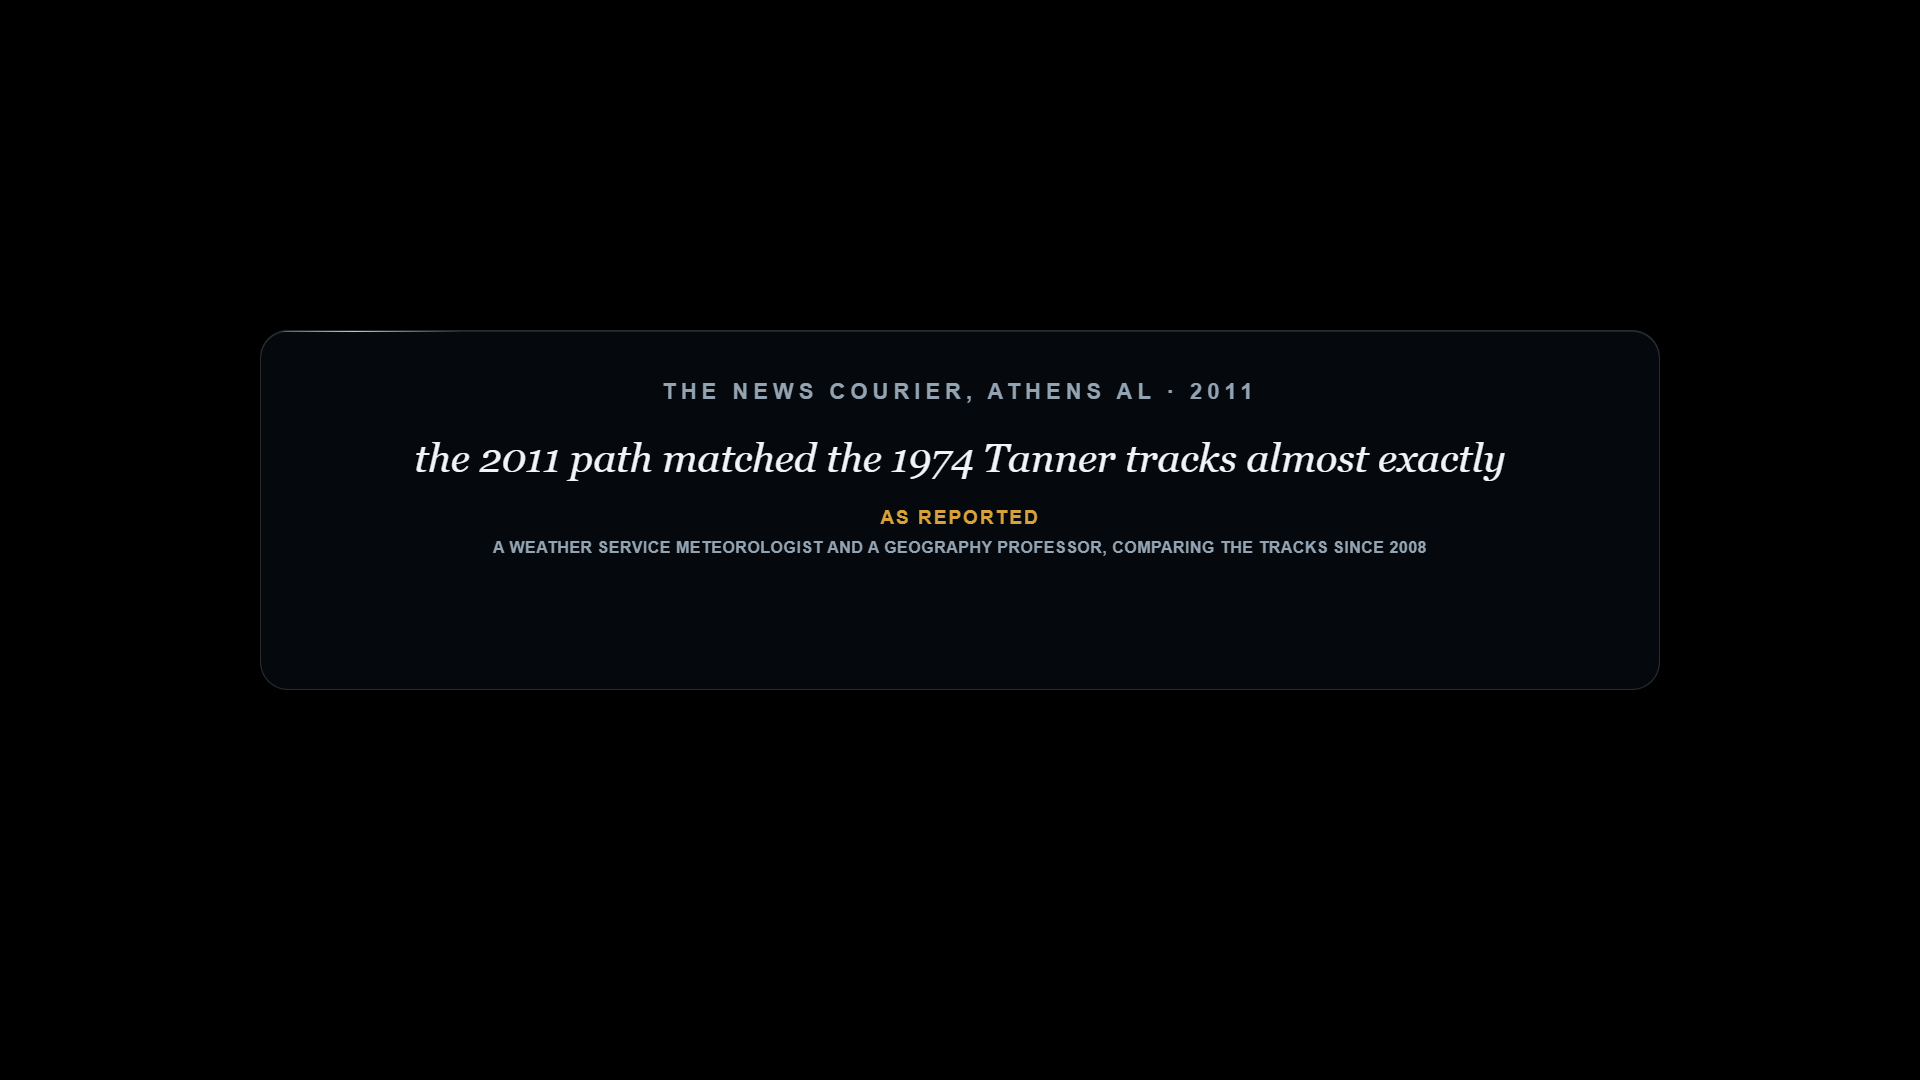 THE NEWS COURIER, ATHENS AL · 2011
the 2011 path matched the 1974 Tanner tracks almost exactly
AS REPORTED
A WEATHER SERVICE METEOROLOGIST AND A GEOGRAPHY PROFESSOR, COMPARING THE TRACKS SINCE 2008